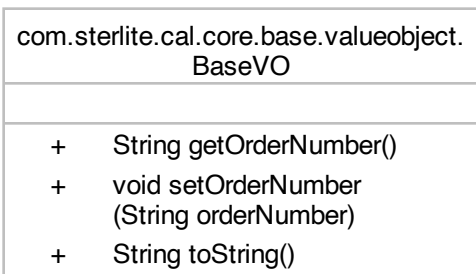 com.sterlite.cal.core.base.valueobject.
BaseVO
+ String getOrderNumber()
+ void setOrderNumber
(String orderNumber)
+ String toString()